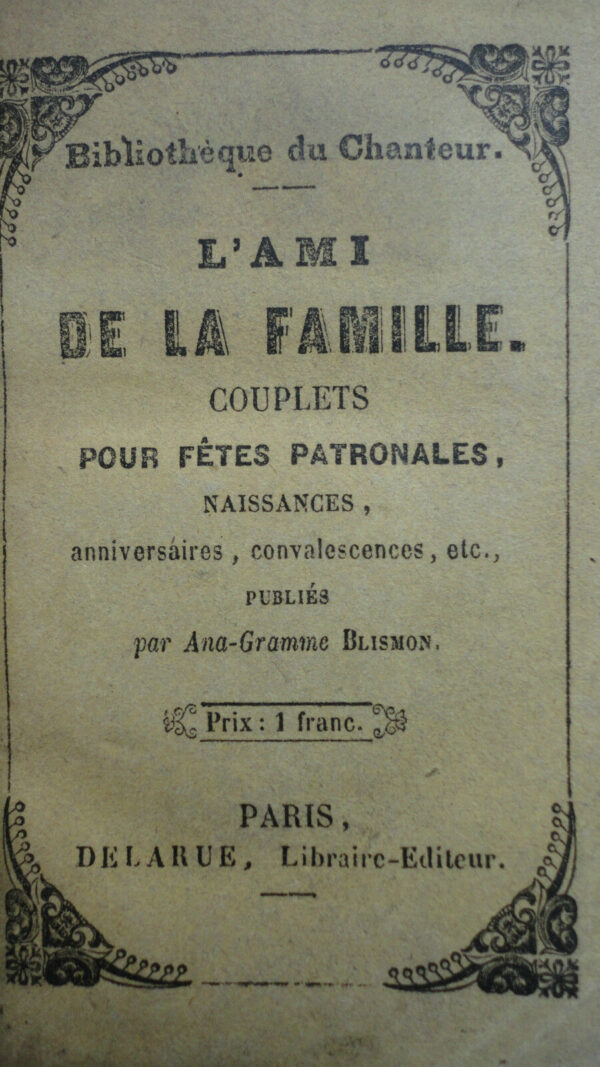 Bibliothèque du Chanteur.
L'AMI
DE LA FAMILLE.
COUPLETS
POUR FÊTES PATRONALES,
NAISSANCES,
anniversaires, convalescences, etc.,
PUBLIÉS
par Ana-Gramme BLISMON.
Prix : 1 franc.
PARIS,
DELARUE, Libraire-Editeur.